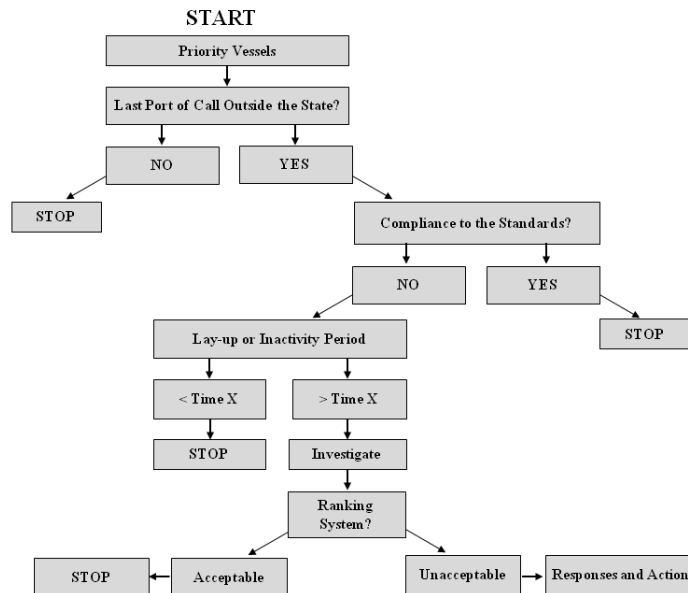 START
Priority Vessels
Last Port of Call Outside the State?
NO
YES
STOP
Compliance to the Standards?
NO
YES
STOP
Lay-up or Inactivity Period
< Time X
> Time X
STOP
Investigate
Ranking
System?
STOP
Acceptable
Unacceptable
Responses and Action